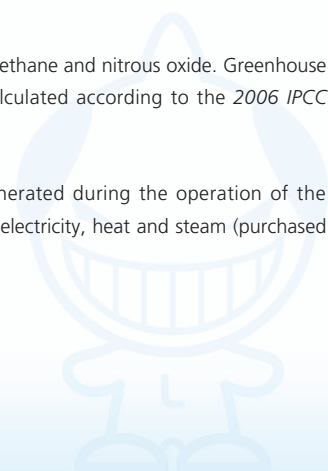 ethane and nitrous oxide. Greenhouse
lculated according to the 2006 IPCC
nerated during the operation of the
electricity, heat and steam (purchased